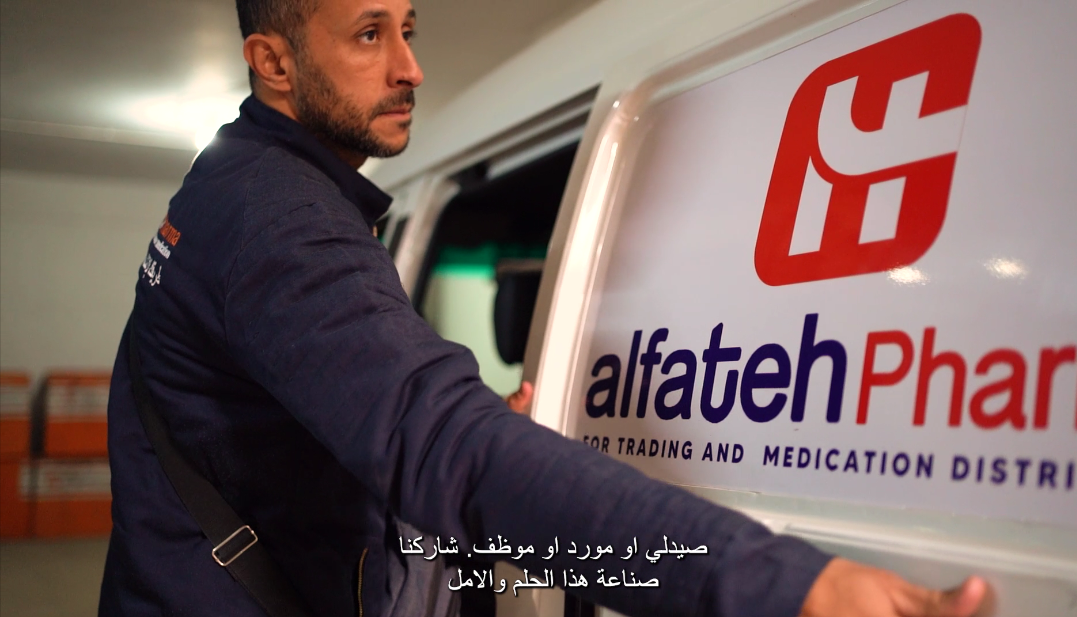 alfateh Phar
FOR TRADING AND MEDICATION DISTRI
صيدلي او مورد او موظف. شاركنا
صناعة هذا الحلم والامل